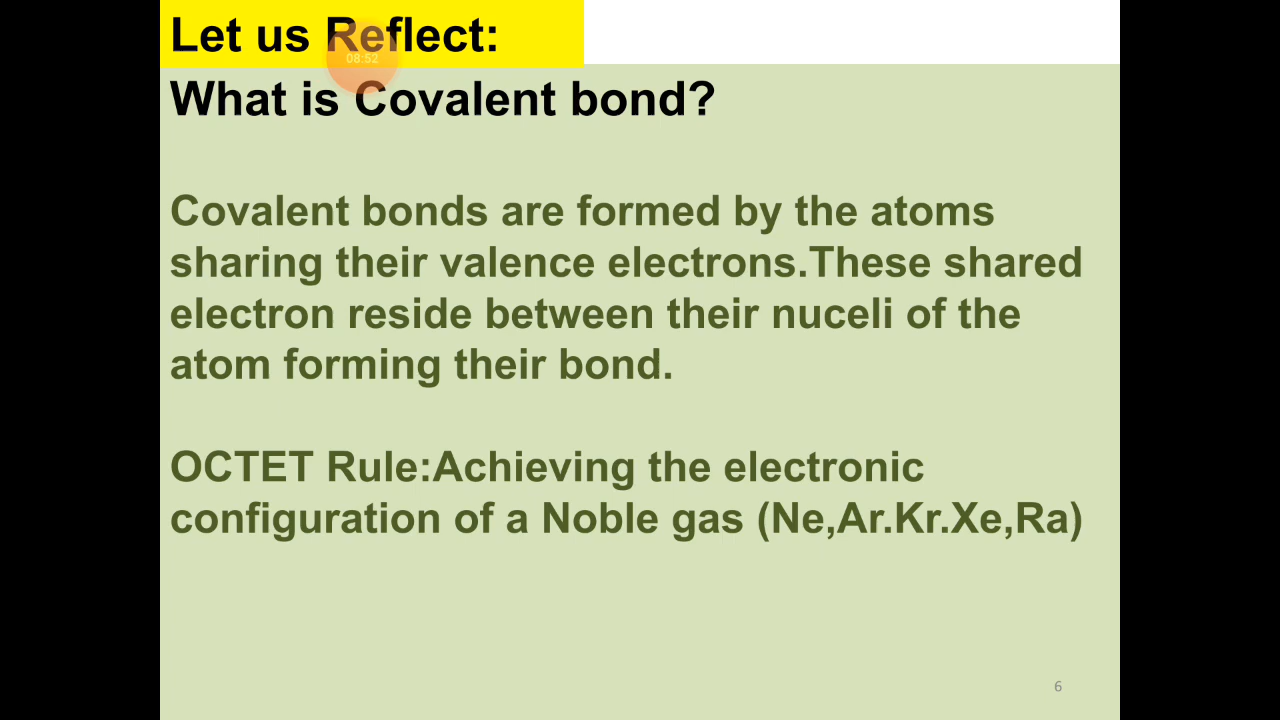 Let us Reflect:
08:52
What is Covalent bond?
Covalent bonds are formed by the atoms
sharing their valence electrons.These shared
electron reside between their nuceli of the
atom forming their bond.
OCTET Rule:Achieving the electronic
configuration of a Noble gas (Ne,Ar.Kr.Xe,Ra)
6